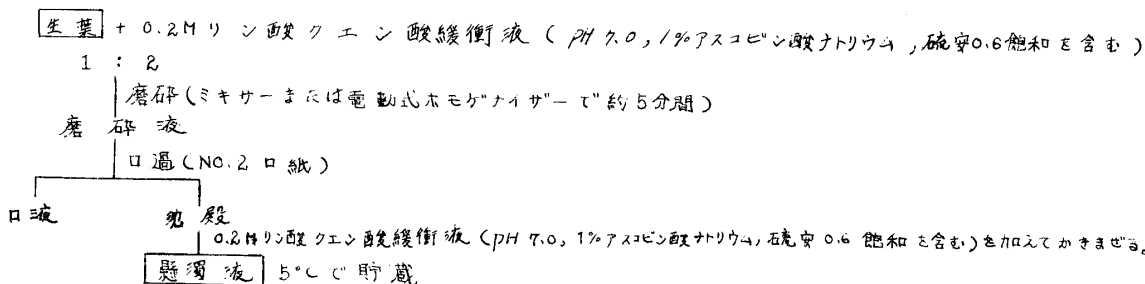 生葉 + 0.2M リン酸クエン酸緩衝液 ( pH 7.0, 1%アスコビン酸ナトリウム, 硫安0.6飽和を含む )
1 : 2
磨砕(ミキサーまたは電動式ホモゲナイザーで約5分間)
磨砕液
口過(NO.2 口紙)
口液 沈殿
0.2Mリン酸クエン酸緩衝液 (pH 7.0, 1%アスコビン酸ナトリウム, 硫安 0.6 飽和を含む)を加えてかきまぜる。
懸濁液 5°Cで貯蔵